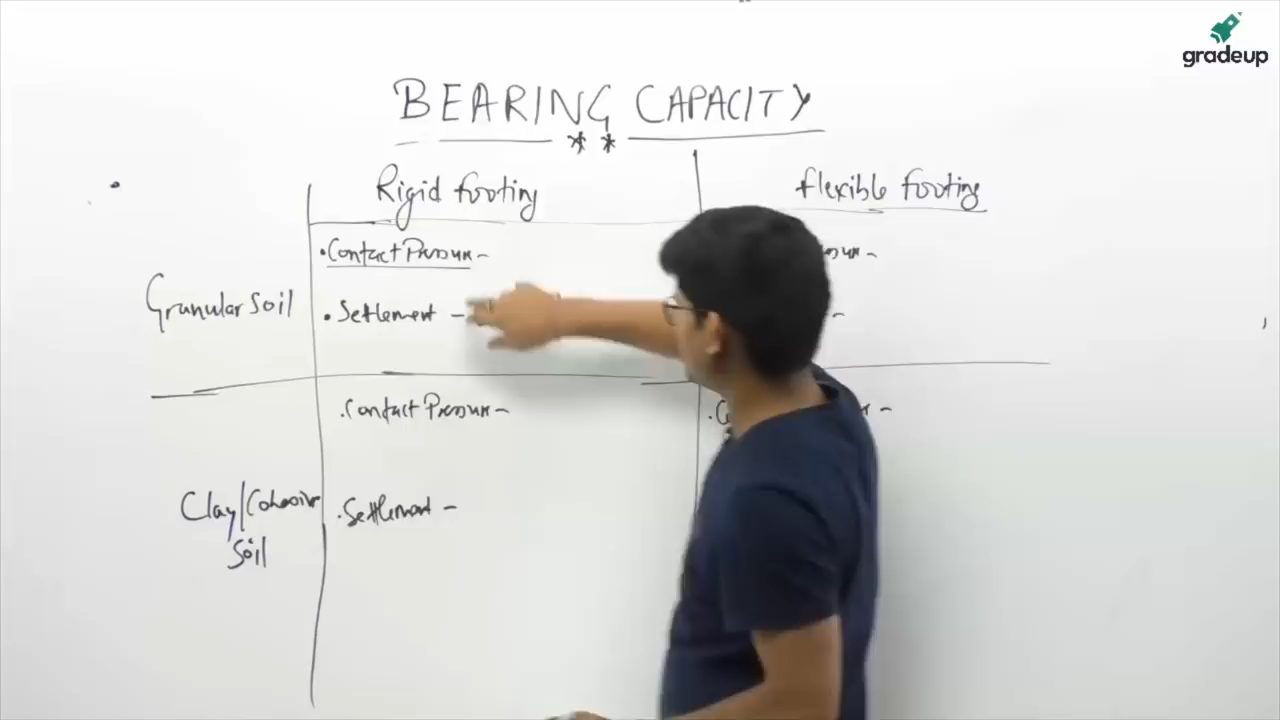 gradeup
BEARING CAPACITY
Rigid footing
flexible footing
Granular soil
• Contact Pressure -
• Settlement -
Clay/Cohesive
soil
. Contact Pressure -
. Settlement -